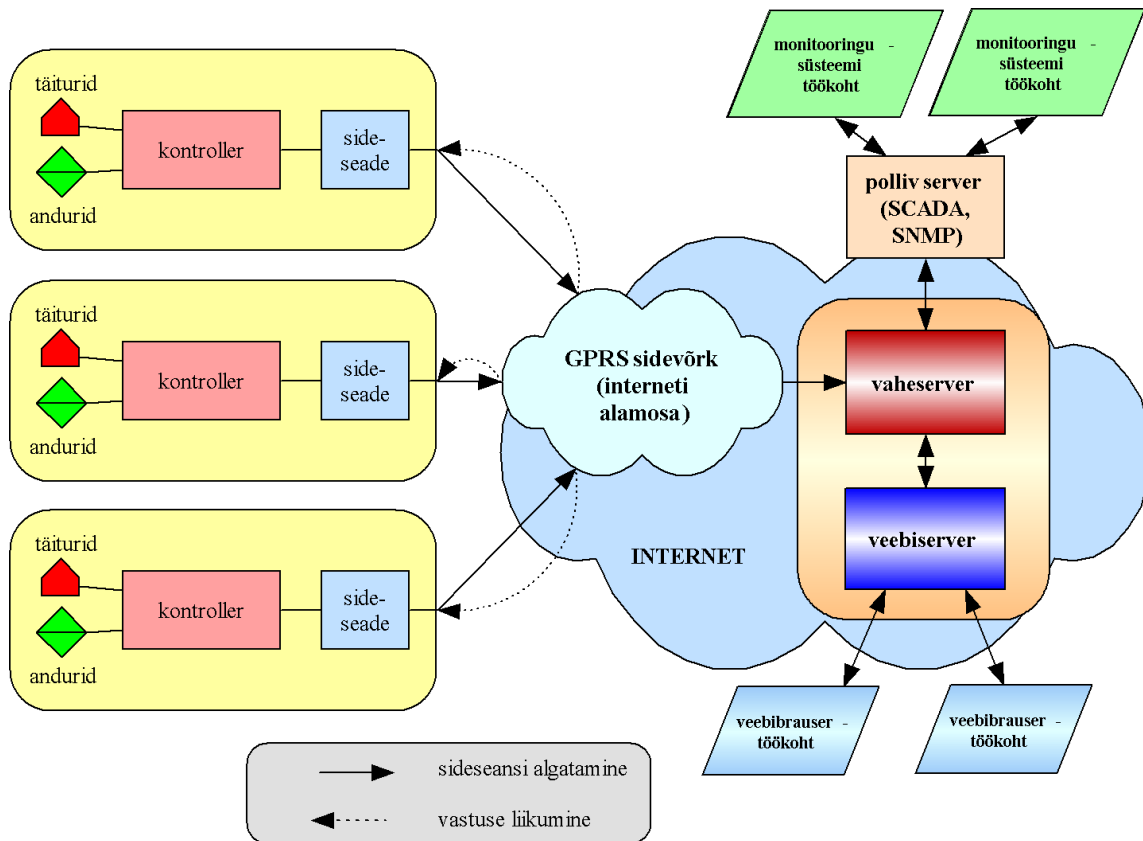 täiturid
kontroller
side-
seade
andurid
täiturid
kontroller
side-
seade
andurid
täiturid
kontroller
side-
seade
andurid
monitooringu -
süsteemi
töökoht
monitooringu -
süsteemi
töökoht
polliv server
(SCADA,
SNMP)
GPRS sidevõrk
(interneti
alamosa)
vaheserver
veebiserver
INTERNET
veebibrauser -
töökoht
veebibrauser -
töökoht
sideseansi algatamine
vastuse liikumine